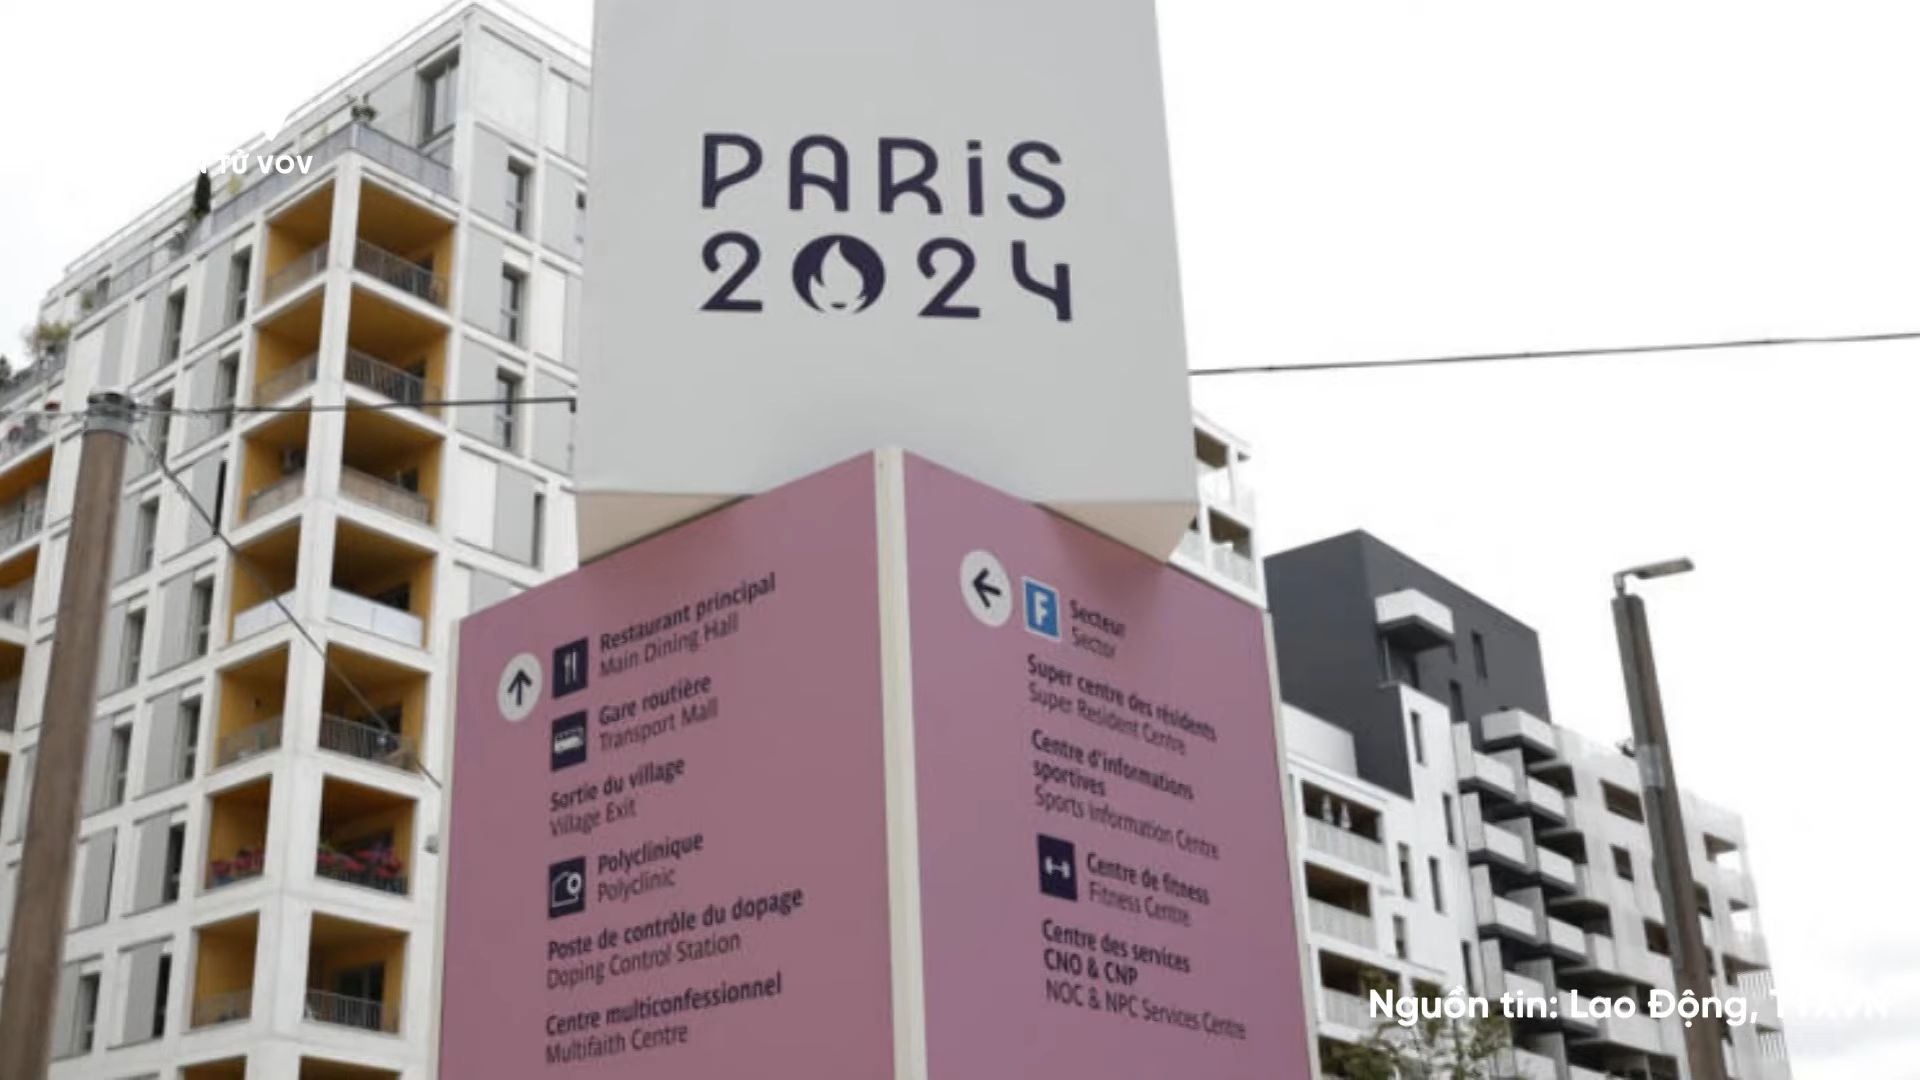 TỬ VOV
PARiS
2024
Restaurant principal
Main Dining Hall
Gare routière
Transport Mall
Sortie du village
Village Exit
Polyclinique
Polyclinic
Poste de contrôle du dopage
Doping Control Station
Centre multiconfessionnel
Multifaith Centre
F
Secteur
Sector
Super centre des résidents
Super Resident Centre
Centre d'informations
sportives
Sports Information Centre
Centre de fitness
Fitness Centre
Centre des services
CNO & CNP
NOC & NPC Services Centre
Nguồn tin: Lao Động, TTXVN